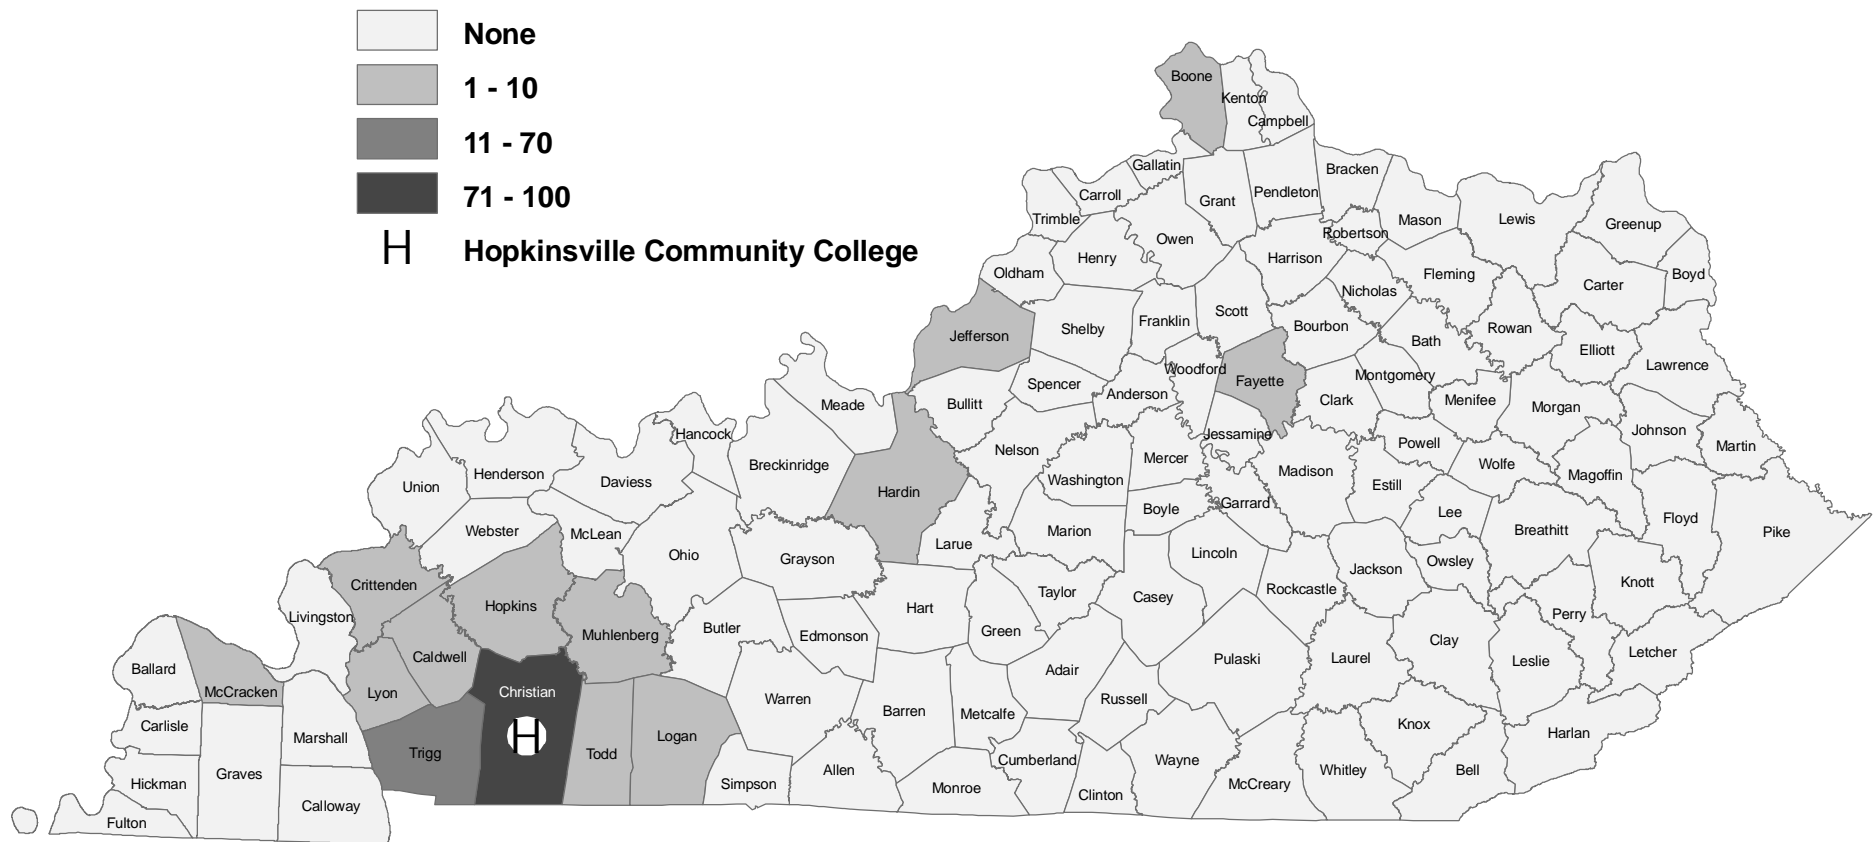 None
1 - 10
11 - 70
71 - 100
H Hopkinsville Community College
Boone
Kenton
Campbell
Gallatin
Bracken
Carroll
Grant
Pendleton
Trimble
Mason
Lewis
Greenup
Robertson
Owen
Henry
Harrison
Oldham
Fleming
Boyd
Carter
Nicholas
Scott
Franklin
Bourbon
Shelby
Rowan
Jefferson
Bath
Elliott
Woodford
Lawrence
Montgomery
Fayette
Spencer
Anderson
Clark
Menifee
Meade
Bullitt
Morgan
Hancock
Jessamine
Johnson
Powell
Martin
Nelson
Mercer
Breckinridge
Wolfe
Madison
Henderson
Magoffin
Washington
Daviess
Union
Estill
Hardin
Garrard
Boyle
Lee
Floyd
Webster
McLean
Marion
Breathitt
Pike
Larue
Ohio
Lincoln
Grayson
Owsley
Jackson
Crittenden
Knott
Rockcastle
Taylor
Casey
Hopkins
Hart
Perry
Livingston
Butler
Green
Muhlenberg
Edmonson
Clay
Letcher
Caldwell
Pulaski
Laurel
Leslie
Ballard
Adair
McCracken
Lyon
Christian
Warren
Russell
Barren
Metcalfe
Carlisle
Knox
Harlan
Marshall
Logan
H
Trigg
Todd
Cumberland
Wayne
Allen
Whitley
Bell
Graves
Hickman
Simpson
McCreary
Monroe
Clinton
Calloway
Fulton